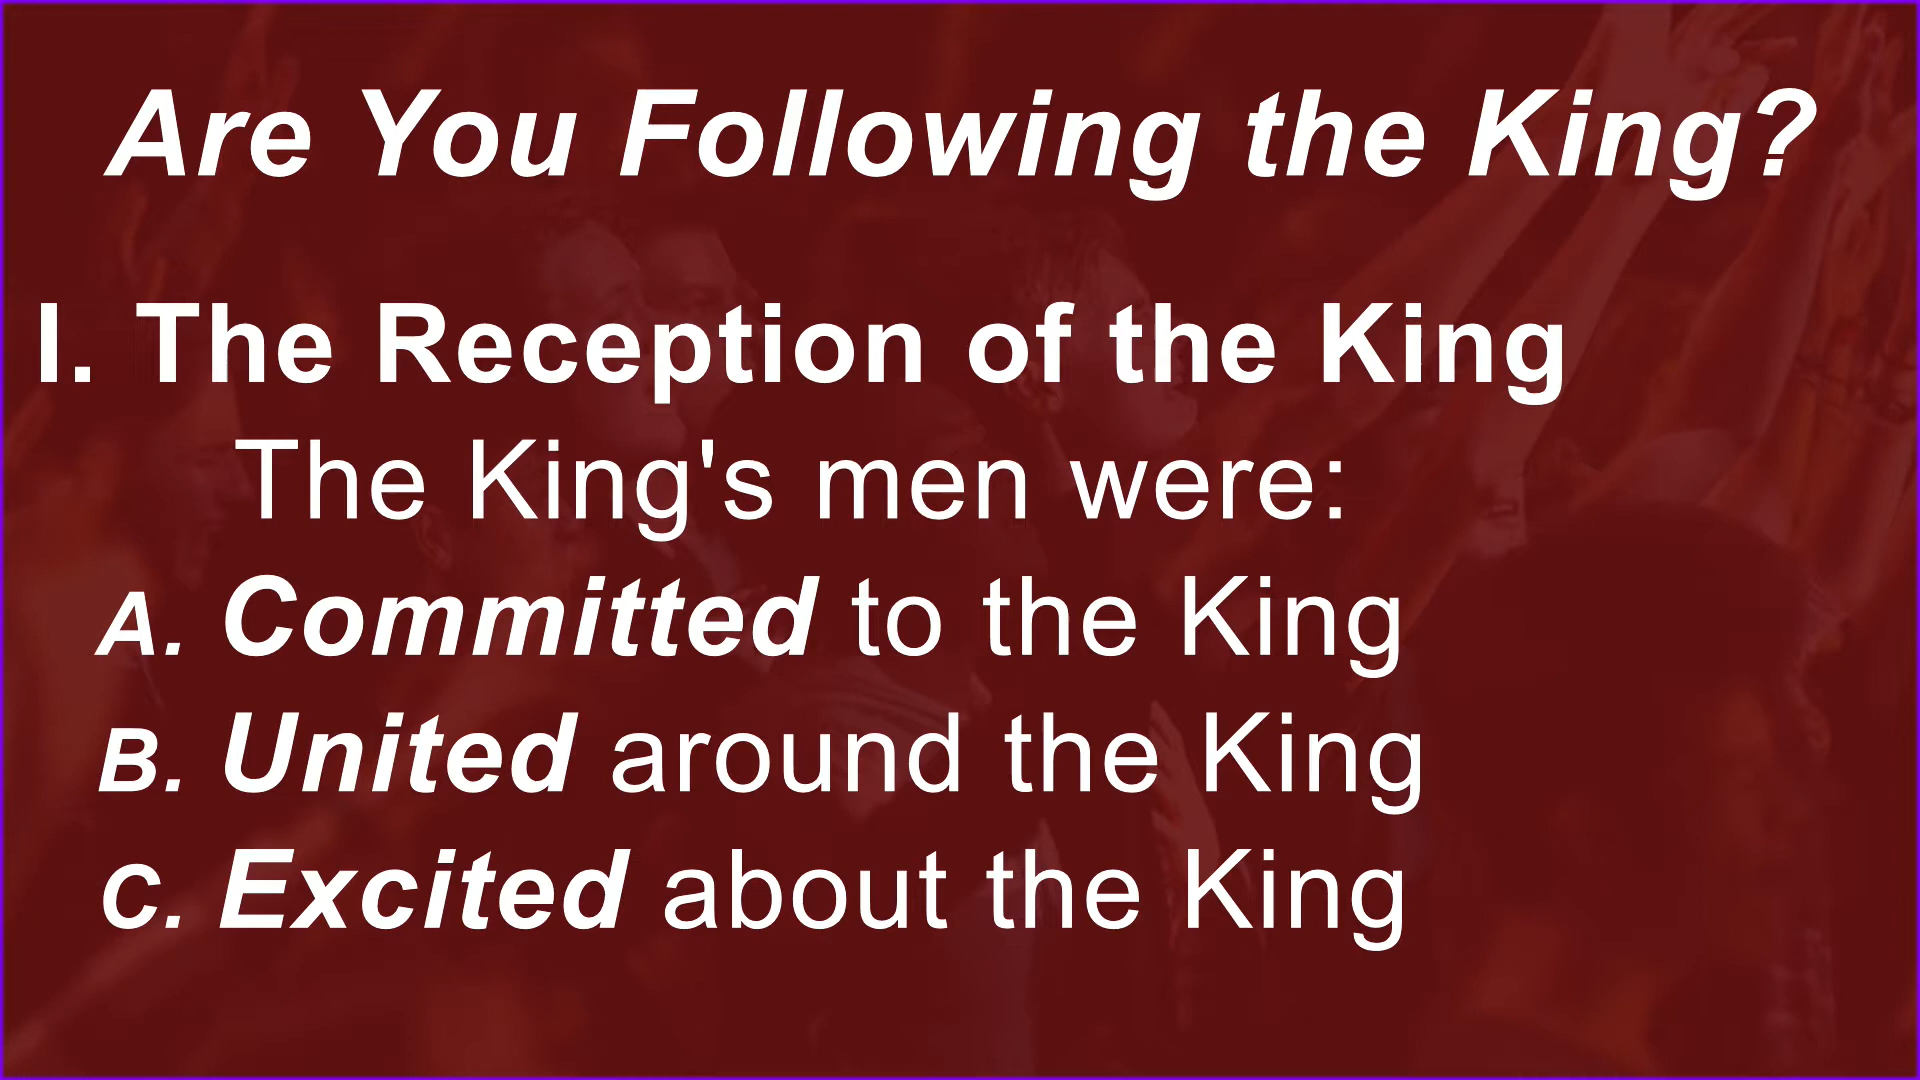 Are You Following the King?
I. The Reception of the King
The King's men were:
A. Committed to the King
B. United around the King
C. Excited about the King